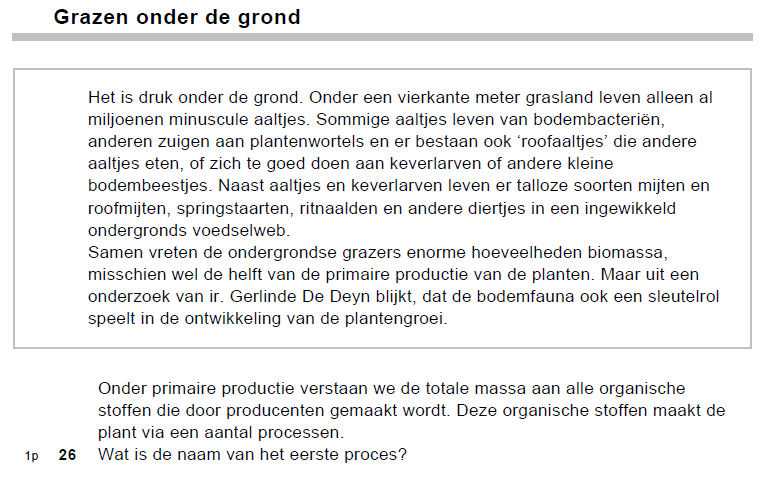 Grazen onder de grond
Het is druk onder de grond. Onder een vierkante meter grasland leven alleen al
miljoenen minuscule aaltjes. Sommige aaltjes leven van bodembacteriën,
anderen zuigen aan plantenwortels en er bestaan ook ‘roofaaltjes’ die andere
aaltjes eten, of zich te goed doen aan keverlarven of andere kleine
bodembeestjes. Naast aaltjes en keverlarven leven er talloze soorten mijten en
roofmijten, springstaarten, ritnaalden en andere diertjes in een ingewikkeld
ondergronds voedselweb.
Samen vreten de ondergrondse grazers enorme hoeveelheden biomassa,
misschien wel de helft van de primaire productie van de planten. Maar uit een
onderzoek van ir. Gerlinde De Deyn blijkt, dat de bodemfauna ook een sleutelrol
speelt in de ontwikkeling van de plantengroei.
Onder primaire productie verstaan we de totale massa aan alle organische
stoffen die door producenten gemaakt wordt. Deze organische stoffen maakt de
plant via een aantal processen.
1p 26 Wat is de naam van het eerste proces?